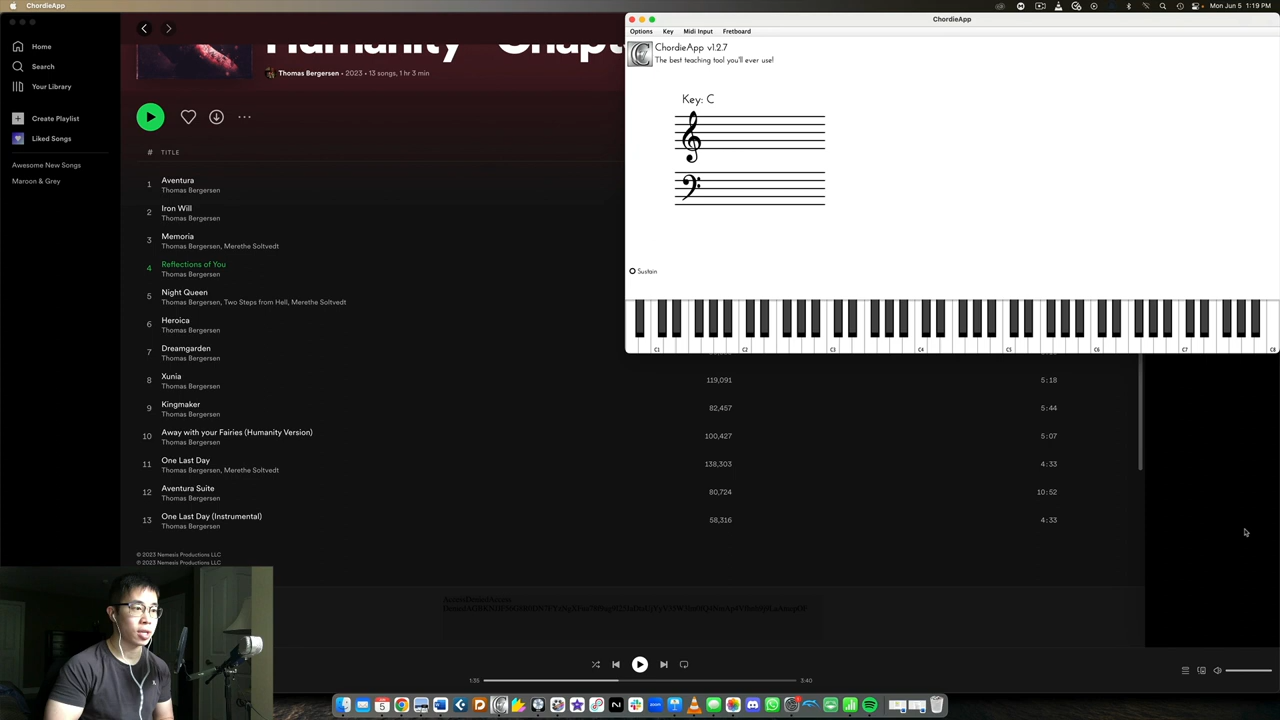 ChordieApp
Mon Jun 5 1:19 PM
Home
Search
Your Library
Create Playlist
Liked Songs
Awesome New Songs
Maroon & Grey
Thomas Bergersen • 2023 • 13 songs, 1 hr 3 min
# TITLE
1 Aventura
Thomas Bergersen
2 Iron Will
Thomas Bergersen
3 Memoria
Thomas Bergersen, Merethe Soltvedt
4 Reflections of You
Thomas Bergersen
5 Night Queen
Thomas Bergersen, Two Steps from Hell, Merethe Soltvedt
6 Heroica
Thomas Bergersen
7 Dreamgarden
Thomas Bergersen
8 Xunia 119,091 5:18
Thomas Bergersen
9 Kingmaker 82,457 5:44
Thomas Bergersen
10 Away with your Fairies (Humanity Version) 100,427 5:07
Thomas Bergersen
11 One Last Day 138,303 4:33
Thomas Bergersen, Merethe Soltvedt
12 Aventura Suite 80,724 10:52
Thomas Bergersen
13 One Last Day (Instrumental) 58,316 4:33
Thomas Bergersen
© 2023 Nemesis Productions LLC
℗ 2023 Nemesis Productions LLC
ChordieApp
Options Key Midi Input Fretboard
ChordieApp v1.2.7
The best teaching tool you'll ever use!
Key: C
Sustain
C1 C2 C3 C4 C5 C6 C7 C8
1:35 3:40